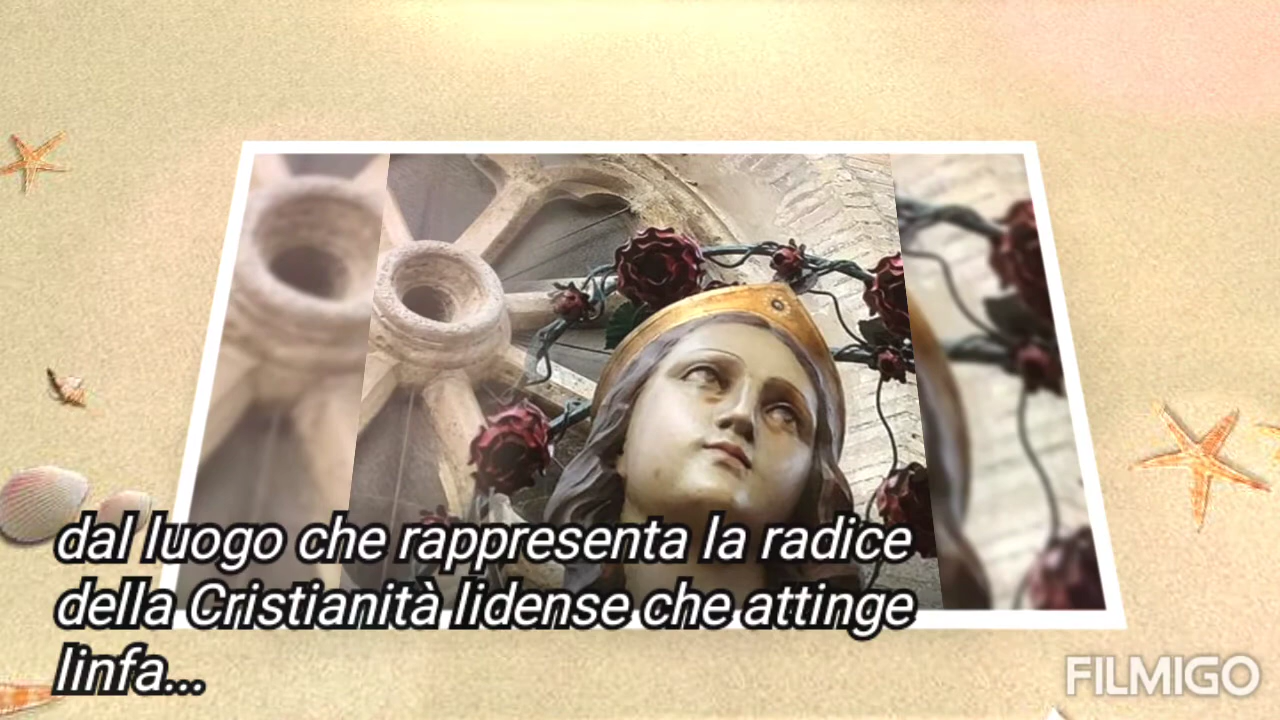 dal luogo che rappresenta la radice
della Cristianità lidense che attinge
linfa...
FILMIGO